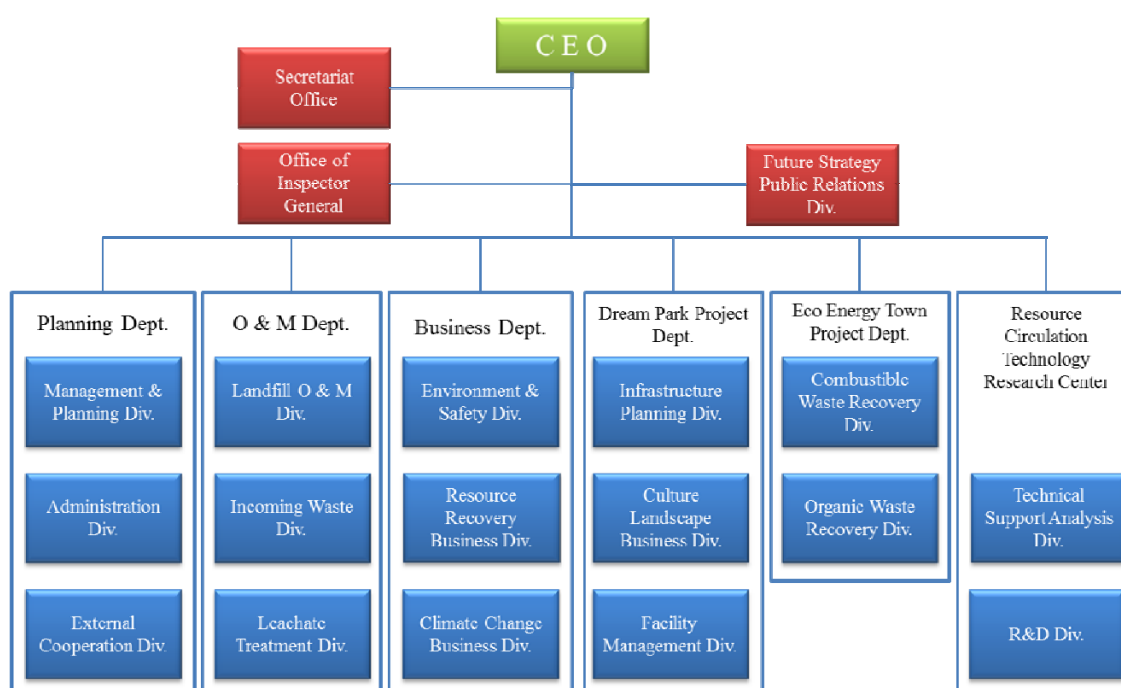 C E O
Secretariat
Office
Office of
Inspector
General
Future Strategy
Public Relations
Div.
Planning Dept.
Management &
Planning Div.
Administration
Div.
External
Cooperation Div.
O & M Dept.
Landfill O & M
Div.
Incoming Waste
Div.
Leachate
Treatment Div.
Business Dept.
Environment
& Safety Div.
Resource
Recovery
Business Div.
Climate Change
Business Div.
Dream Park Project
Dept.
Infrastructure
Planning Div.
Culture
Landscape
Business Div.
Facility
Management Div.
Eco Energy Town
Project Dept.
Combustible
Waste Recovery
Div.
Organic Waste
Recovery Div.
Resource
Circulation
Technology
Research Center
Technical
Support Analysis
Div.
R&D Div.